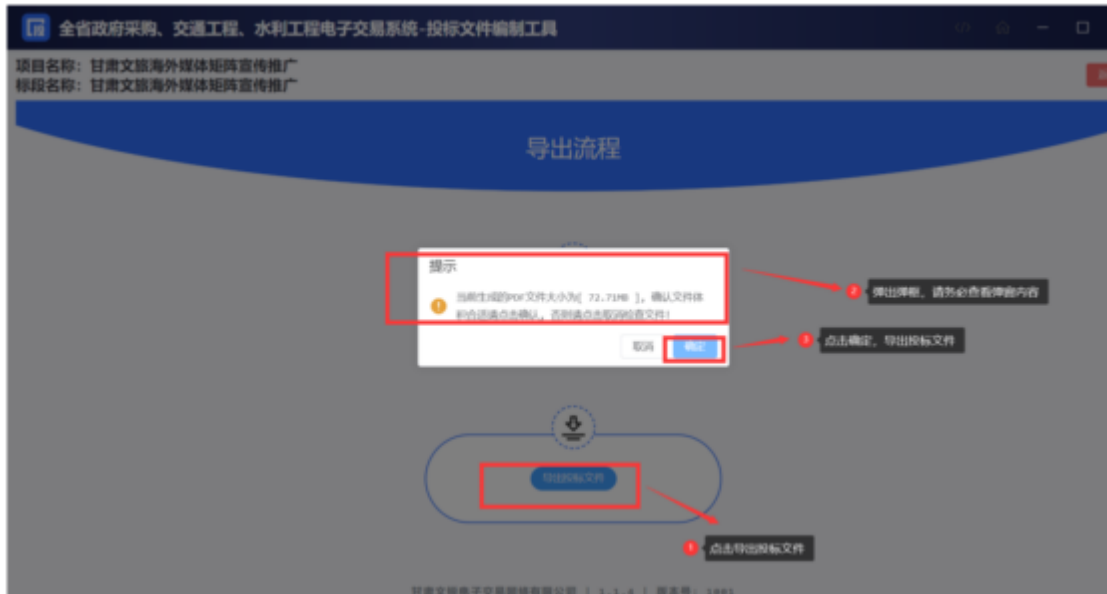 投 全省政府采购、交通工程、水利工程电子交易系统-投标文件编制工具
项目名称：甘肃文旅海外媒体矩阵宣传推广
标段名称：甘肃文旅海外媒体矩阵宣传推广
导出流程
提示
当前生成的PDF文件大小为[ 72.71MB ]，确认文件体
积合适请点击确认，否则请点击取消检查文件！
取消 确定
2 弹出弹框，请务必查看弹窗内容
3 点击确定，导出投标文件
导出投标文件
1 点击导出投标文件